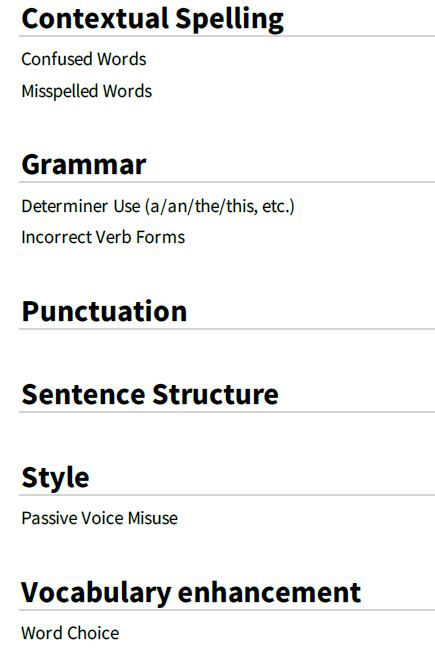 Contextual Spelling
Confused Words
Misspelled Words
Grammar
Determiner Use (a/an/the/this, etc.)
Incorrect Verb Forms
Punctuation
Sentence Structure
Style
Passive Voice Misuse
Vocabulary enhancement
Word Choice